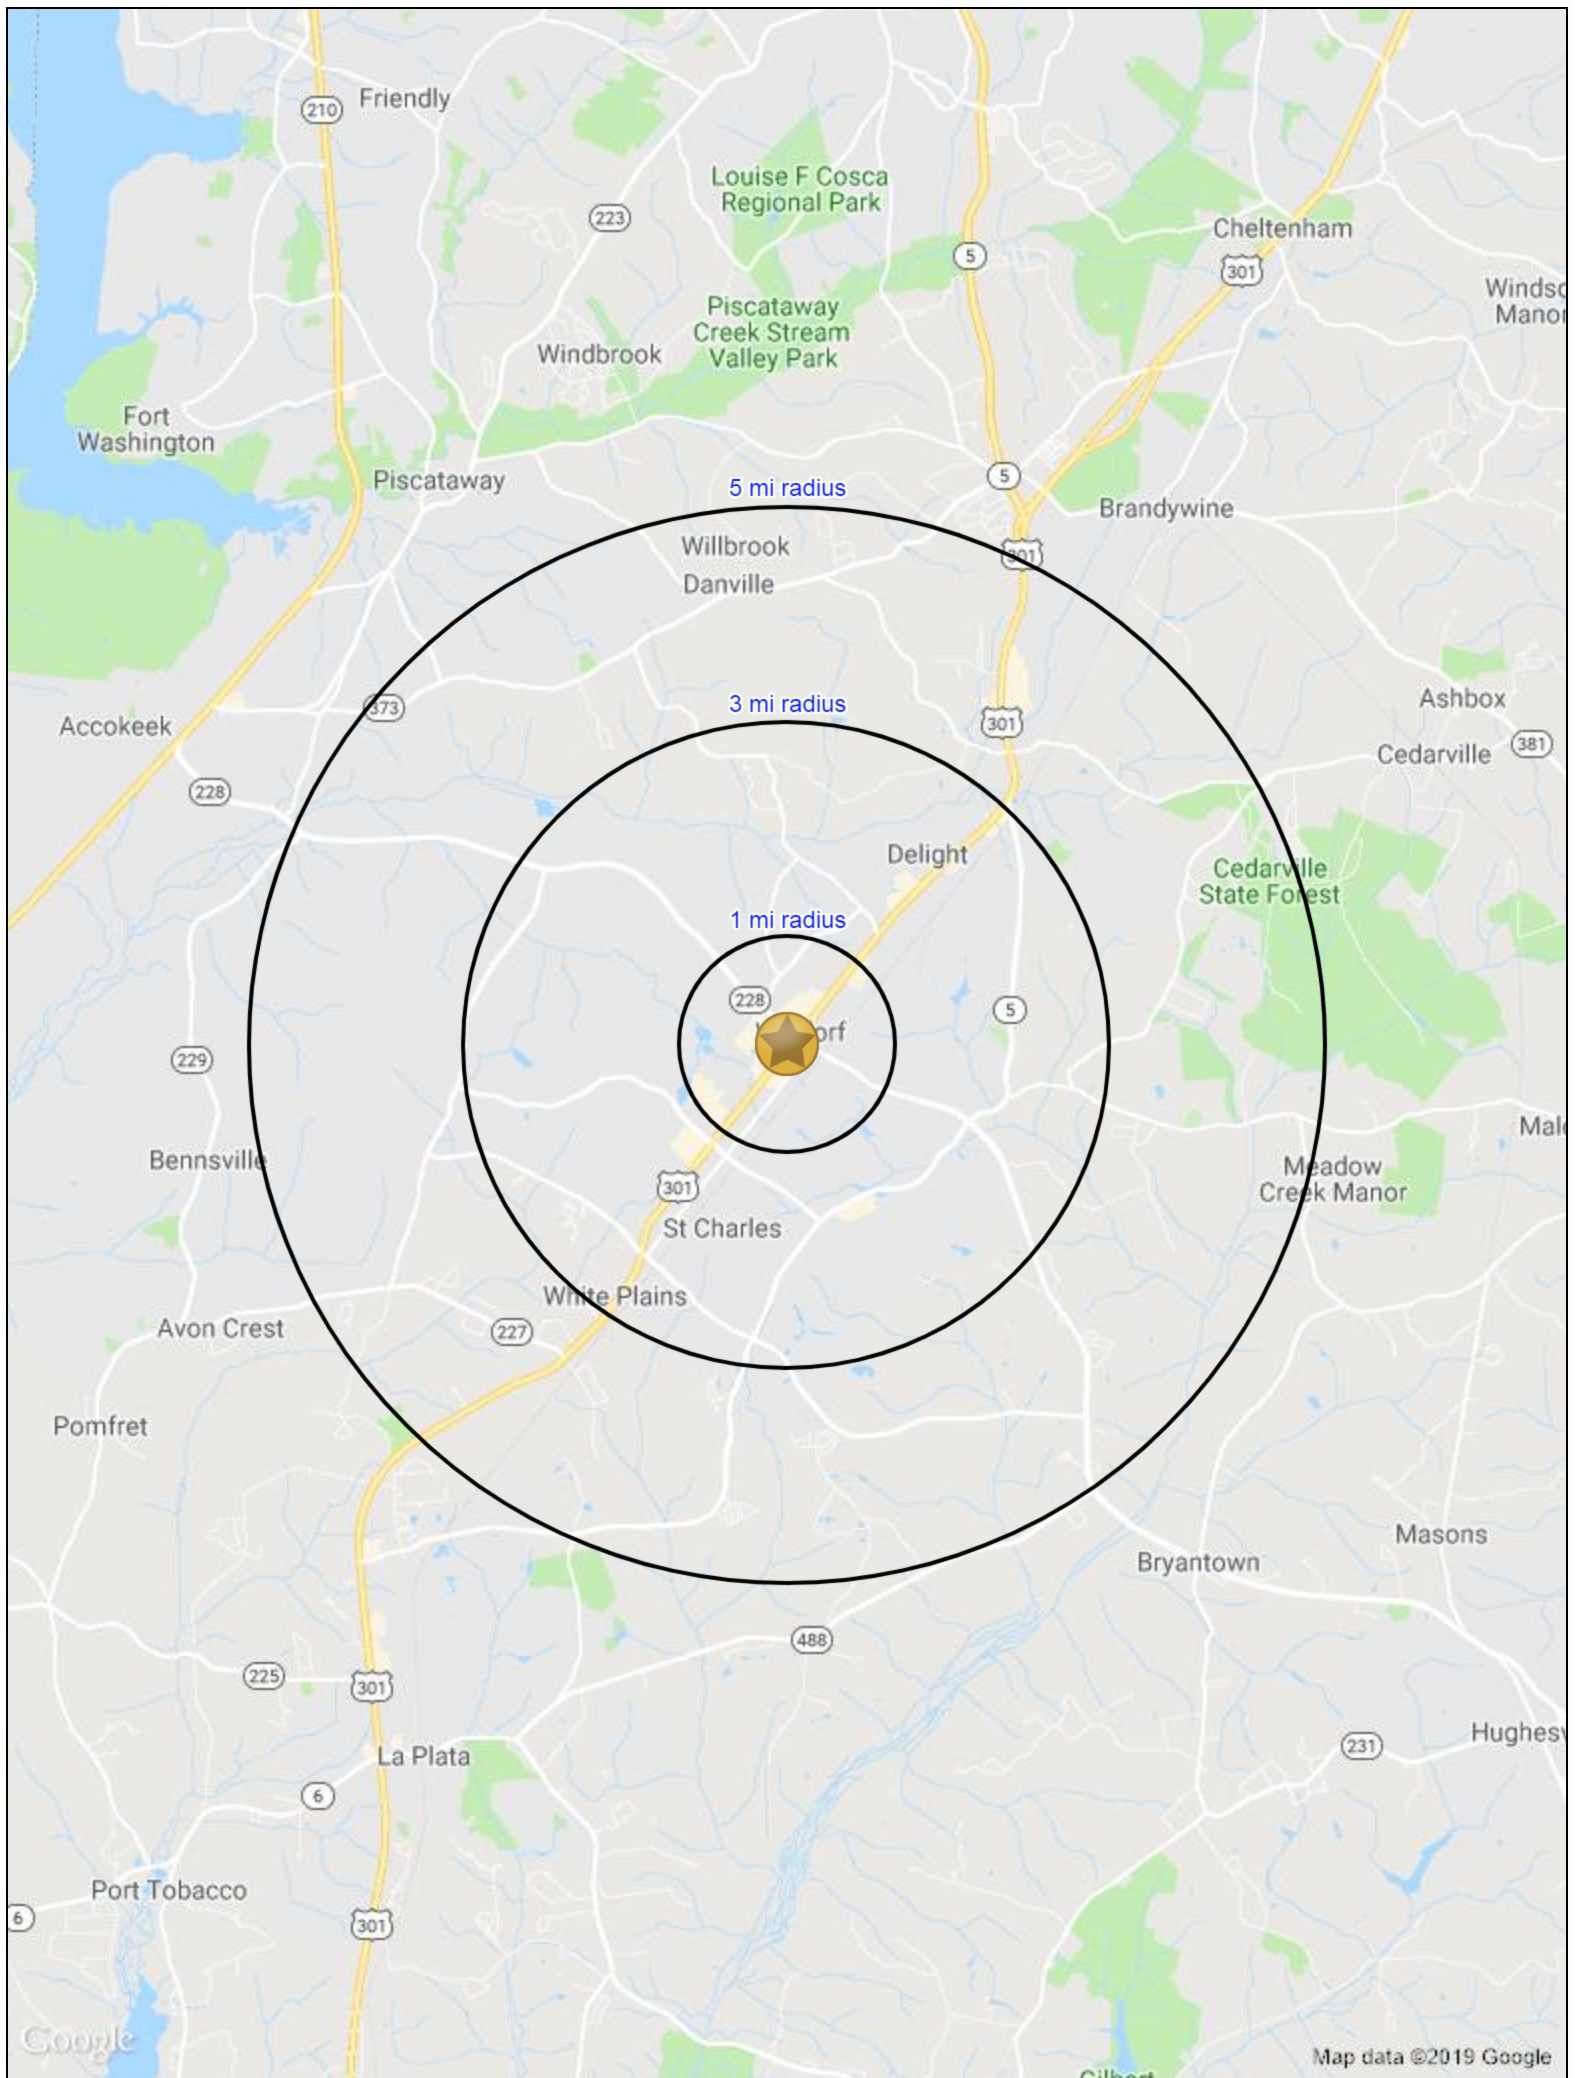 Friendly
210
Louise F Cosca
Regional Park
223
Cheltenham
5
301
Piscataway
Creek Stream
Valley Park
Windbrook
Fort
Washington
Piscataway
5
5 mi radius
Brandywine
Willbrook
301
Danville
373
3 mi radius
Ashbox
Accokeek
301
381
Cedarville
228
Delight
Cedarville
State Forest
1 mi radius
228
5
229
Bennsville
Meadow
Creek Manor
301
St Charles
White Plains
Avon Crest
227
Pomfret
Masons
Bryantown
488
225
301
La Plata
231
6
Port Tobacco
6
301
Google
Map data ©2019 Google